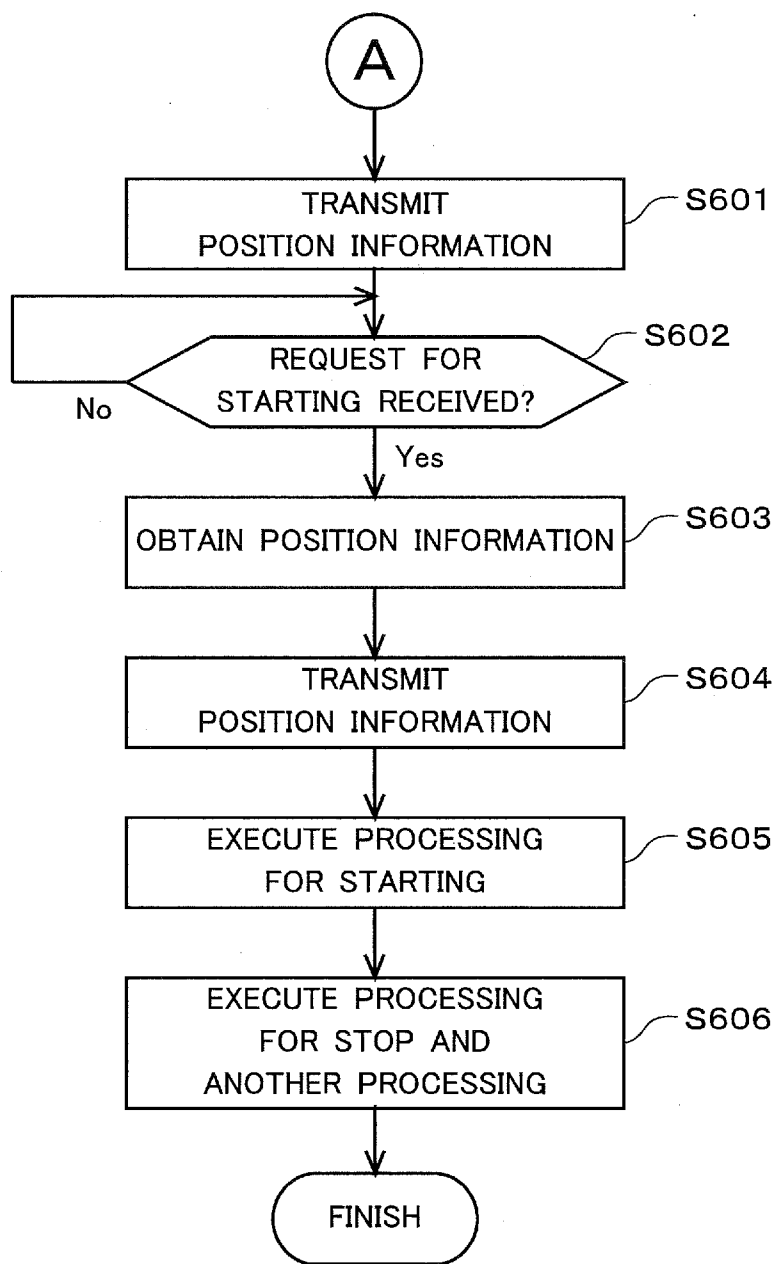 A
TRANSMIT
POSITION INFORMATION
S601
REQUEST FOR
STARTING RECEIVED?
S602
No
Yes
OBTAIN POSITION INFORMATION
S603
TRANSMIT
POSITION INFORMATION
S604
EXECUTE PROCESSING
FOR STARTING
S605
EXECUTE PROCESSING
FOR STOP AND
ANOTHER PROCESSING
S606
FINISH